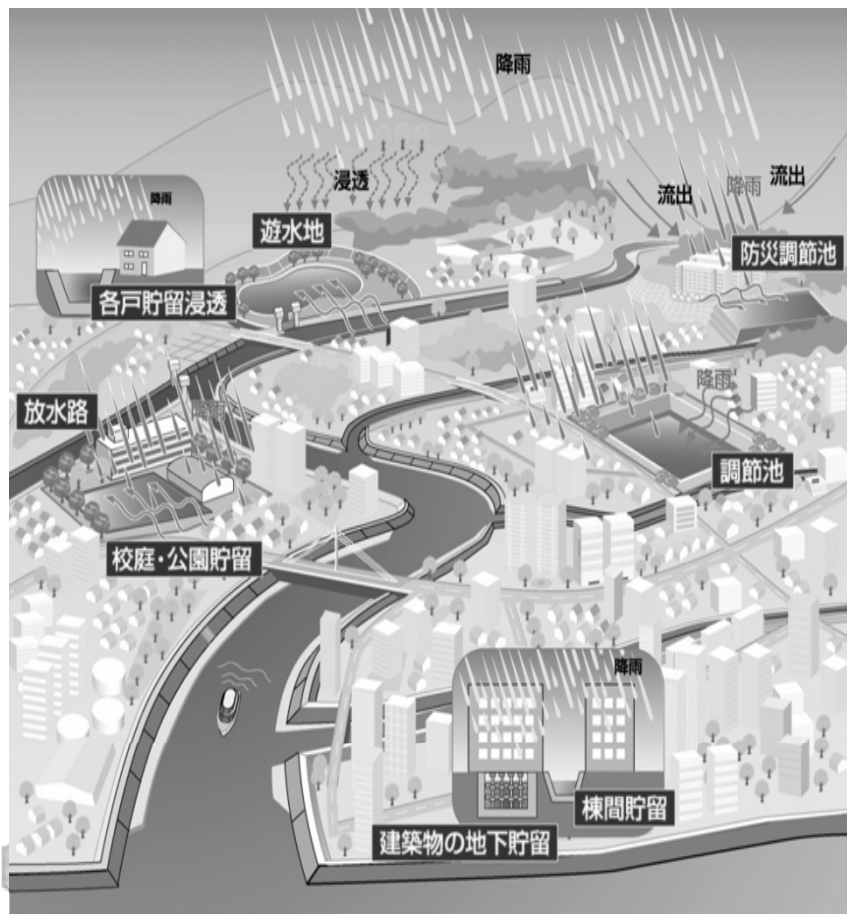 降雨
浸透
流出
降雨
流出
降雨
遊水地
防災調節池
各戸貯留浸透
降雨
放水路
降雨
調節池
校庭・公園貯留
降雨
棟間貯留
建築物の地下貯留